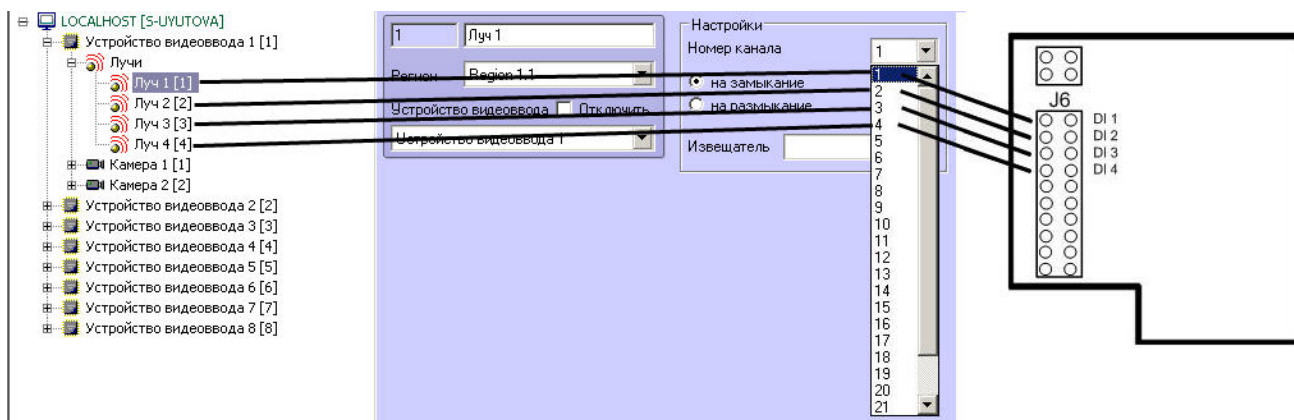 LOCALHOST [S-UYUTOVA]
Устройство видеоввода 1 [1]
Лучи
Луч 1 [1]
Луч 2 [2]
Луч 3 [3]
Луч 4 [4]
Камера 1 [1]
Камера 2 [2]
Устройство видеоввода 2 [2]
Устройство видеоввода 3 [3]
Устройство видеоввода 4 [4]
Устройство видеоввода 5 [5]
Устройство видеоввода 6 [6]
Устройство видеоввода 7 [7]
Устройство видеоввода 8 [8]
1 Луч 1
Регион Region 1.1
Устройство видеоввода Отключить
Устройство видеоввода 1
Настройки
Номер канала 1
на замыкание
на размыкание
Извещатель
1
2
3
4
5
6
7
8
9
10
11
12
13
14
15
16
17
18
19
20
21
J6
DI 1
DI 2
DI 3
DI 4